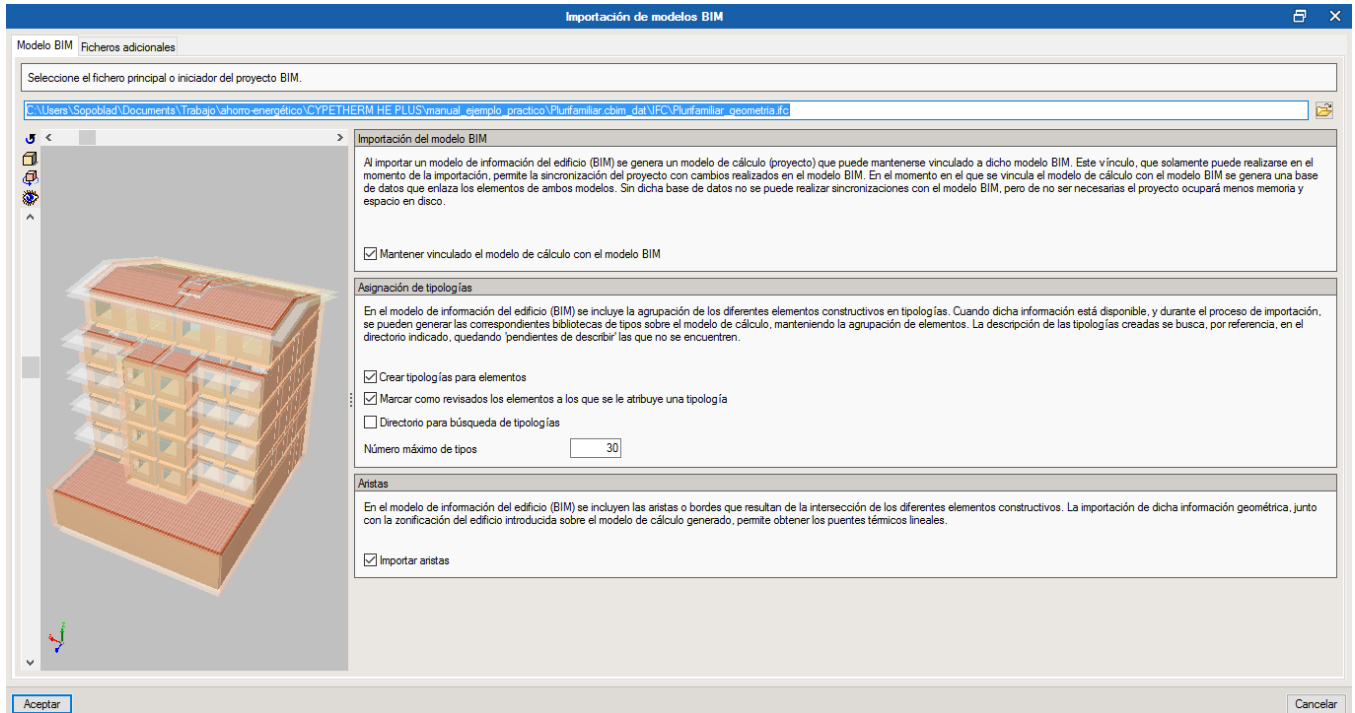 Importación de modelos BIM
Modelo BIM
Ficheros adicionales
Seleccione el fichero principal o iniciador del proyecto BIM.
C:\Users\Sopoblad\Documents\Trabajo\ahorro-energético\CYPETHERM HE PLUS\manual_ejemplo_practico\Plurifamiliar.cbim_dat\IFC\Plurifamiliar_geometria.ifc
Importación del modelo BIM
Al importar un modelo de información del edificio (BIM) se genera un modelo de cálculo (proyecto) que puede mantenerse vinculado a dicho modelo BIM. Este vínculo, que solamente puede realizarse en el
momento de la importación, permite la sincronización del proyecto con cambios realizados en el modelo BIM. En el momento en el que se vincula el modelo de cálculo con el modelo BIM se genera una base
de datos que enlaza los elementos de ambos modelos. Sin dicha base de datos no se puede realizar sincronizaciones con el modelo BIM, pero de no ser necesarias el proyecto ocupará menos memoria y
espacio en disco.
Mantener vinculado el modelo de cálculo con el modelo BIM
Asignación de tipologías
En el modelo de información del edificio (BIM) se incluye la agrupación de los diferentes elementos constructivos en tipologías. Cuando dicha información está disponible, y durante el proceso de importación,
se pueden generar las correspondientes bibliotecas de tipos sobre el modelo de cálculo, manteniendo la agrupación de elementos. La descripción de las tipologías creadas se busca, por referencia, en el
directorio indicado, quedando 'pendientes de describir' las que no se encuentren.
Crear tipologías para elementos
Marcar como revisados los elementos a los que se le atribuye una tipología
Directorio para búsqueda de tipologías
Número máximo de tipos 30
Aristas
En el modelo de información del edificio (BIM) se incluyen las aristas o bordes que resultan de la intersección de los diferentes elementos constructivos. La importación de dicha información geométrica, junto
con la zonificación del edificio introducida sobre el modelo de cálculo generado, permite obtener los puentes térmicos lineales.
Importar aristas
Aceptar
Cancelar